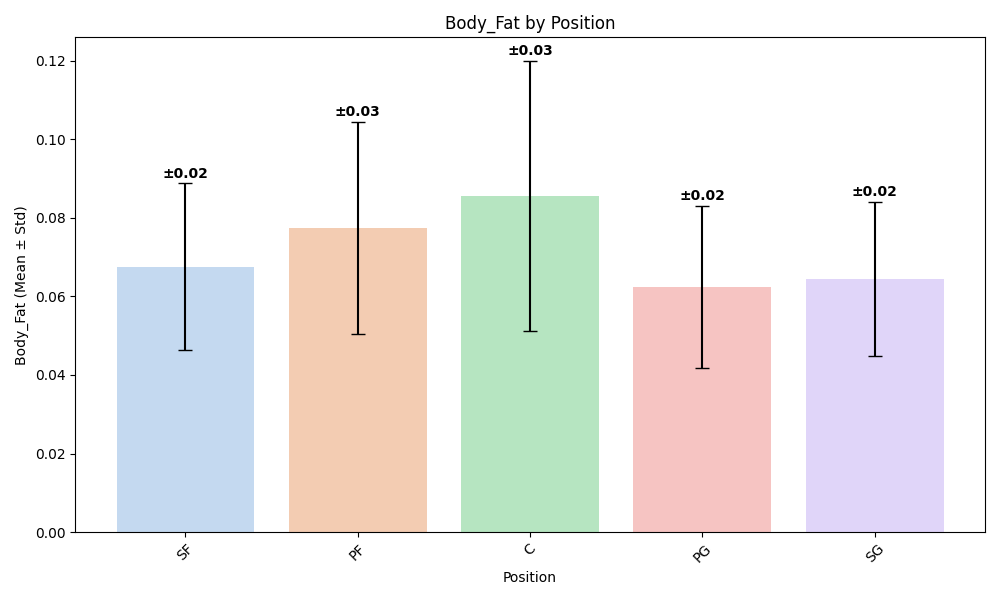 Body_Fat by Position
Body_Fat (Mean ± Std)
0.12
0.10
0.08
0.06
0.04
0.02
0.00
±0.02
±0.03
±0.03
±0.02
±0.02
SF
PF
C
PG
SG
Position